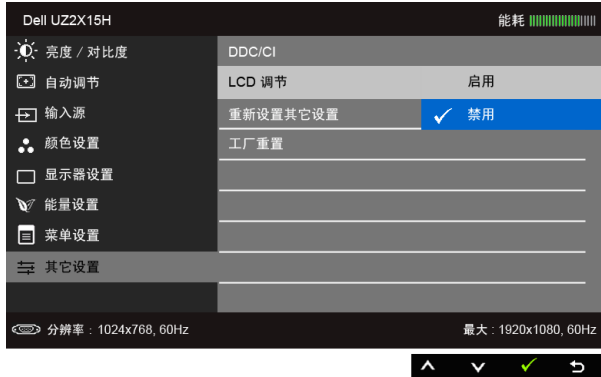 Dell UZ2X15H
能耗
亮度 / 对比度
自动调节
输入源
颜色设置
显示器设置
能量设置
菜单设置
其它设置
DDC/CI
LCD 调节
启用
重新设置其它设置
禁用
工厂重置
分辨率 : 1024x768, 60Hz
最大 : 1920x1080, 60Hz